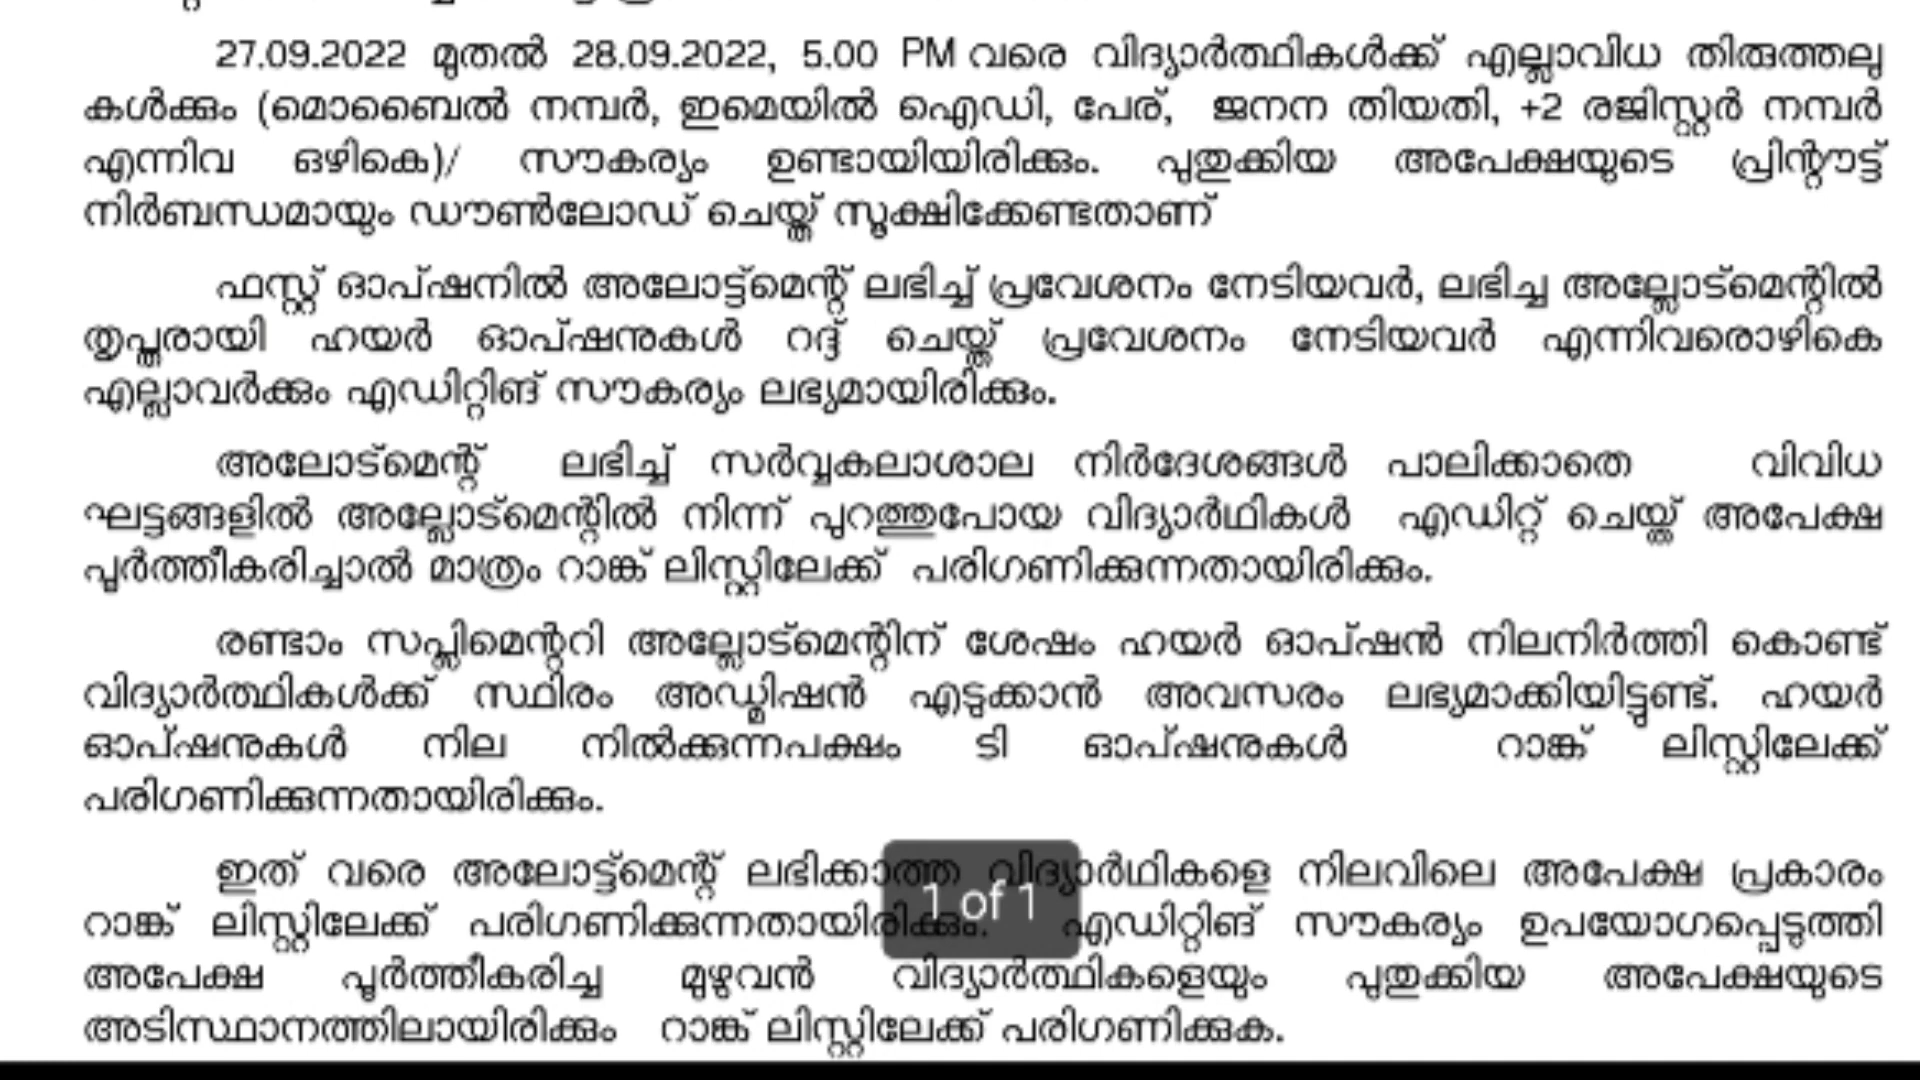 27.09.2022 മുതൽ 28.09.2022, 5.00 PM വരെ വിദ്യാർത്ഥികൾക്ക് എല്ലാവിധ തിരുത്തലു
കൾക്കും (മൊബൈൽ നമ്പർ, ഇമെയിൽ ഐഡി, പേര്, ജനന തിയതി, +2 രജിസ്റ്റർ നമ്പർ
എന്നിവ ഒഴികെ)/ സൗകര്യം ഉണ്ടായിയിരിക്കും. പുതുക്കിയ അപേക്ഷയുടെ പ്രിന്റൗട്ട്
നിർബന്ധമായും ഡൗൺലോഡ് ചെയ്ത് സൂക്ഷിക്കേണ്ടതാണ്
ഫസ്റ്റ് ഓപ്ഷനിൽ അലോട്ട്മെന്റ് ലഭിച്ച് പ്രവേശനം നേടിയവർ, ലഭിച്ച അല്ലോട്മെന്റിൽ
തൃപ്തരായി ഹയർ ഓപ്ഷനുകൾ റദ്ദ് ചെയ്ത് പ്രവേശനം നേടിയവർ എന്നിവരൊഴികെ
എല്ലാവർക്കും എഡിറ്റിങ് സൗകര്യം ലഭ്യമായിരിക്കും.
അലോട്മെന്റ് ലഭിച്ച് സർവ്വകലാശാല നിർദേശങ്ങൾ പാലിക്കാതെ വിവിധ
ഘട്ടങ്ങളിൽ അല്ലോട്മെന്റിൽ നിന്ന് പുറത്തുപോയ വിദ്യാർഥികൾ എഡിറ്റ് ചെയ്ത് അപേക്ഷ
പൂർത്തീകരിച്ചാൽ മാത്രം റാങ്ക് ലിസ്റ്റിലേക്ക് പരിഗണിക്കുന്നതായിരിക്കും.
രണ്ടാം സപ്ലിമെന്ററി അല്ലോട്മെന്റിന് ശേഷം ഹയർ ഓപ്ഷൻ നിലനിർത്തി കൊണ്ട്
വിദ്യാർത്ഥികൾക്ക് സ്ഥിരം അഡ്മിഷൻ എടുക്കാൻ അവസരം ലഭ്യമാക്കിയിട്ടുണ്ട്. ഹയർ
ഓപ്ഷനുകൾ നില നിൽക്കുന്നപക്ഷം ടി ഓപ്ഷനുകൾ റാങ്ക് ലിസ്റ്റിലേക്ക്
പരിഗണിക്കുന്നതായിരിക്കും.
ഇത് വരെ അലോട്ട്മെന്റ് ലഭിക്കാത്ത വിദ്യാർഥികളെ നിലവിലെ അപേക്ഷ പ്രകാരം
റാങ്ക് ലിസ്റ്റിലേക്ക് പരിഗണിക്കുന്നതായിരിക്കും. എഡിറ്റിങ് സൗകര്യം ഉപയോഗപ്പെടുത്തി
1 of 1
അപേക്ഷ പൂർത്തീകരിച്ച മുഴുവൻ വിദ്യാർത്ഥികളെയും പുതുക്കിയ അപേക്ഷയുടെ
അടിസ്ഥാനത്തിലായിരിക്കും റാങ്ക് ലിസ്റ്റിലേക്ക് പരിഗണിക്കുക.